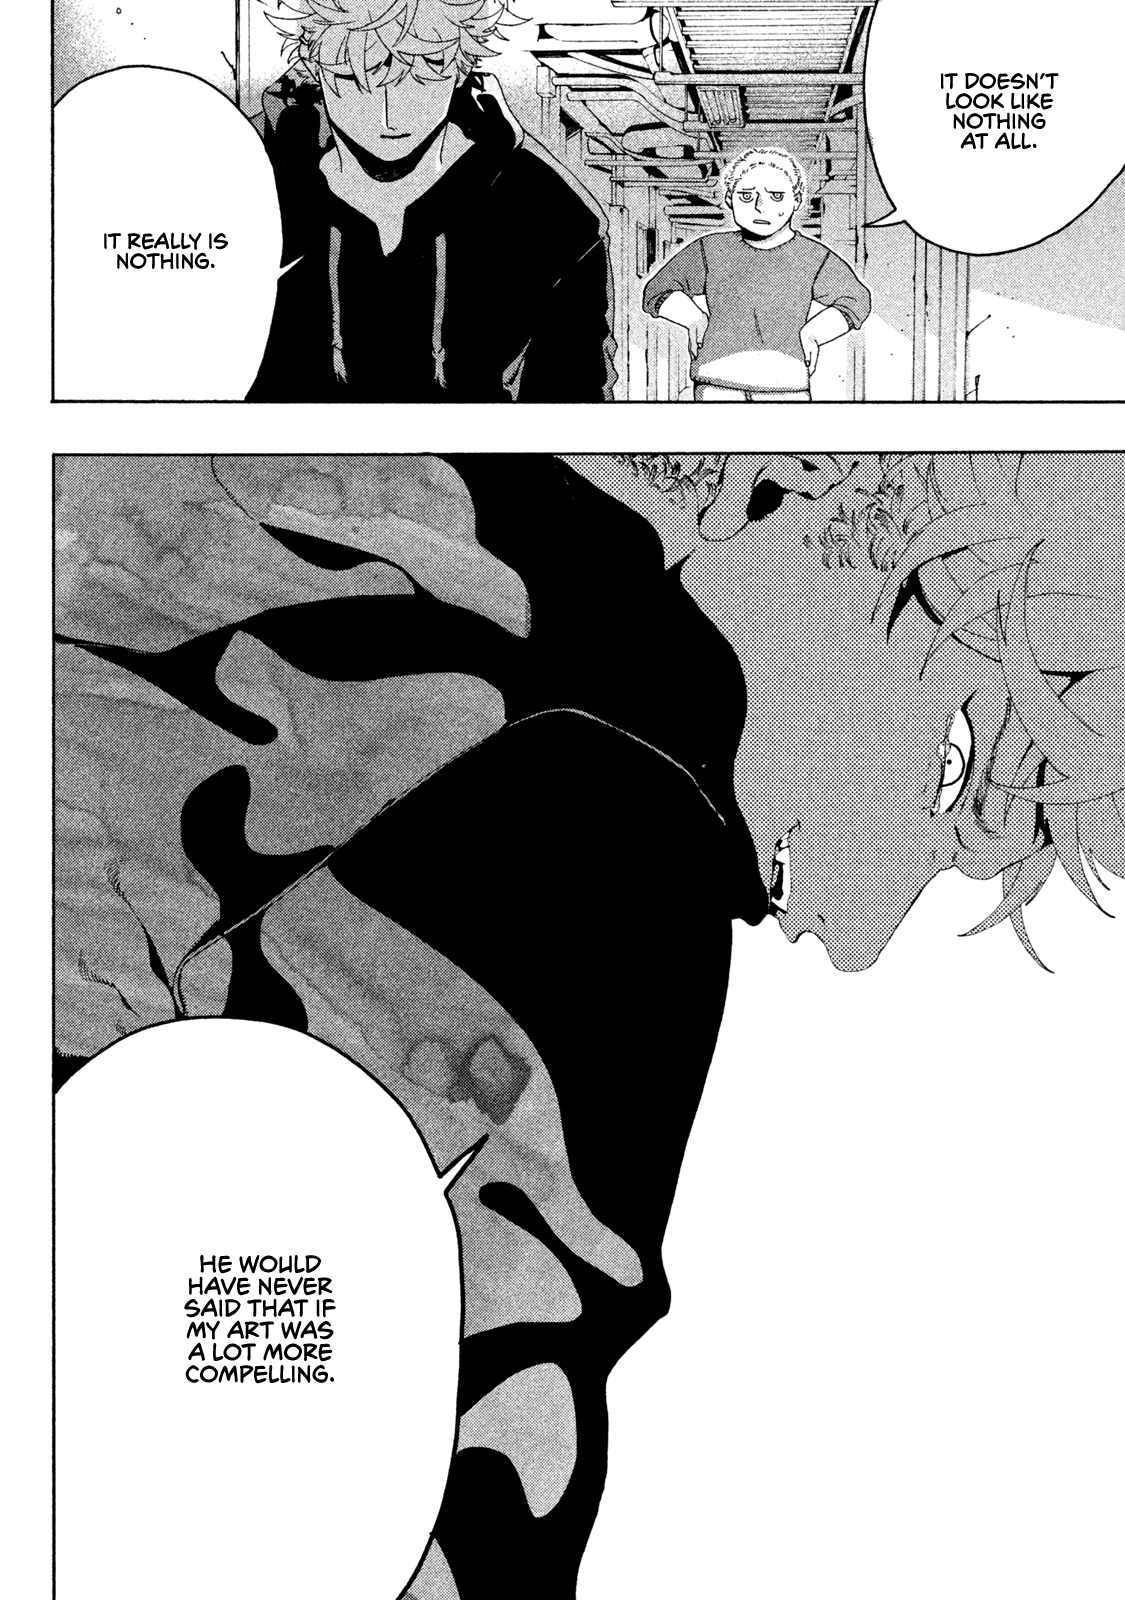 IT DOESN'T
LOOK LIKE
NOTHING
AT ALL.
IT REALLY IS
NOTHING.
HE WOULD
HAVE NEVER
SAID THAT IF
MY ART WAS
A LOT MORE
COMPELLING.